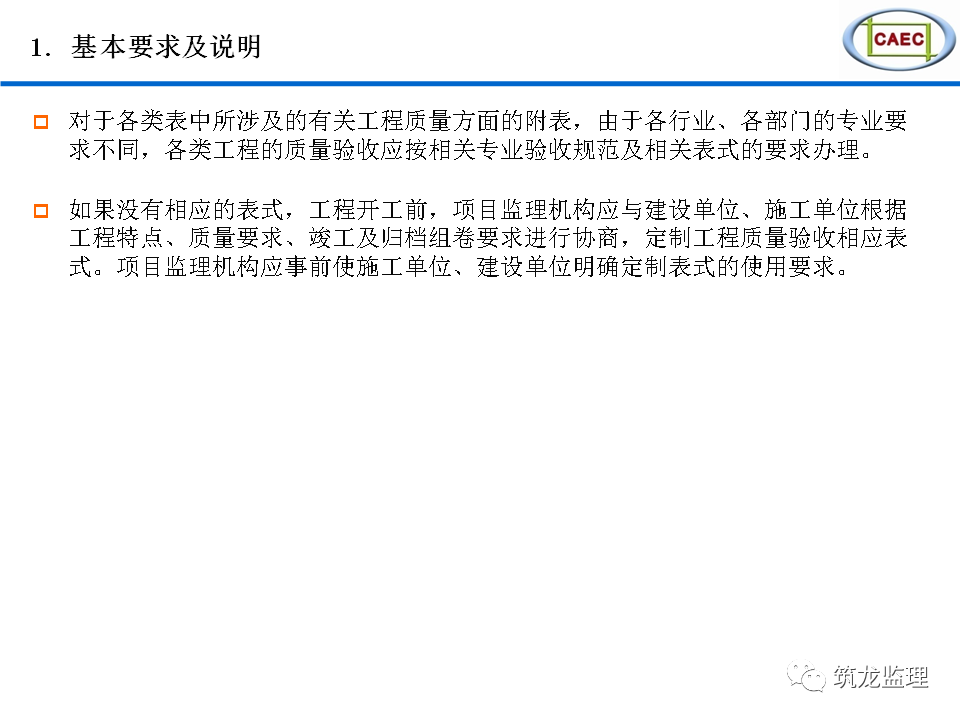 1. 基本要求及说明
CAEC
对于各类表中所涉及的有关工程质量方面的附表，由于各行业、各部门的专业要
求不同，各类工程的质量验收应按相关专业验收规范及相关表式的要求办理。
如果没有相应的表式，工程开工前，项目监理机构应与建设单位、施工单位根据
工程特点、质量要求、竣工及归档组卷要求进行协商，定制工程质量验收相应表
式。项目监理机构应事前使施工单位、建设单位明确定制表式的使用要求。
筑龙监理